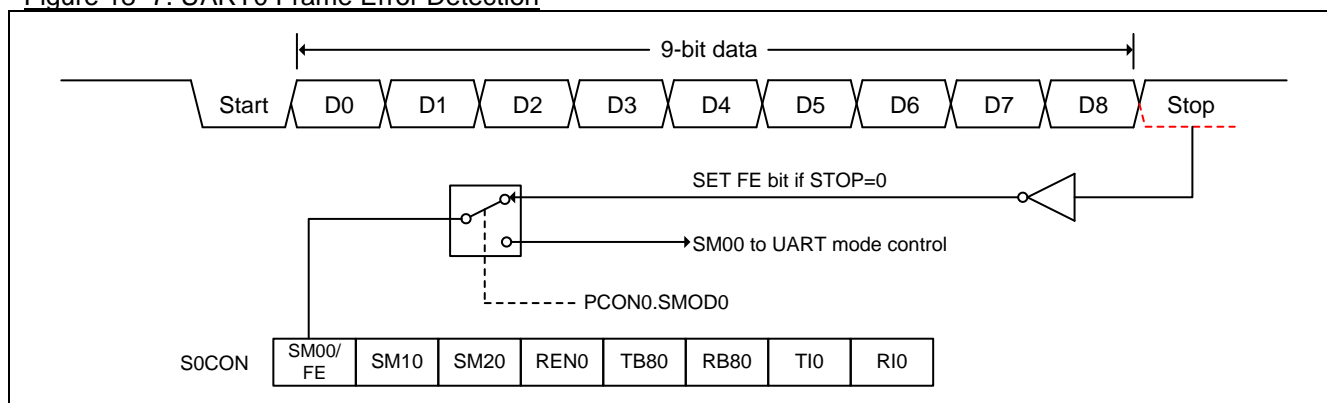 Figure 18-7. UART0 Frame Error Detection
9-bit data
Start D0 D1 D2 D3 D4 D5 D6 D7 D8 Stop
SET FE bit if STOP=0
SM00 to UART mode control
PCON0.SMOD0
S0CON SM00/ FE SM10 SM20 REN0 TB80 RB80 TI0 RI0